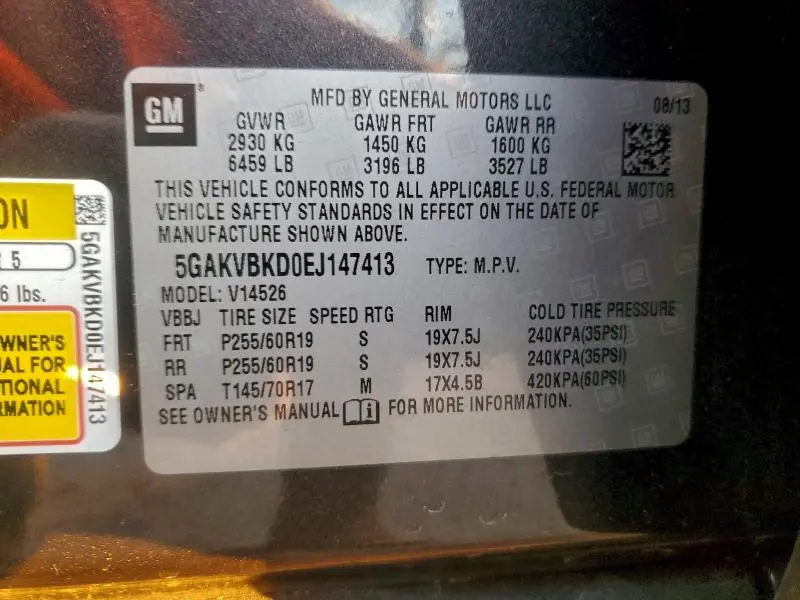 GM
MFD BY GENERAL MOTORS LLC 08/13
GVWR GAWR FRT GAWR RR
2930 KG 1450 KG 1600 KG
6459 LB 3196 LB 3527 LB
THIS VEHICLE CONFORMS TO ALL APPLICABLE U.S. FEDERAL MOTOR
VEHICLE SAFETY STANDARDS IN EFFECT ON THE DATE OF
MANUFACTURE SHOWN ABOVE.
5GAKVBKD0EJ147413 TYPE: M.P.V.
MODEL: V14526
VBBJ TIRE SIZE SPEED RTG RIM COLD TIRE PRESSURE
FRT P255/60R19 S 19X7.5J 240KPA(35PSI)
RR P255/60R19 S 19X7.5J 240KPA(35PSI)
SPA T145/70R17 M 17X4.5B 420KPA(60PSI)
SEE OWNER'S MANUAL FOR MORE INFORMATION.
ON
5
6 lbs.
WNER'S
UAL FOR
TIONAL
RMATION
5GAKVBKD0EJ147413